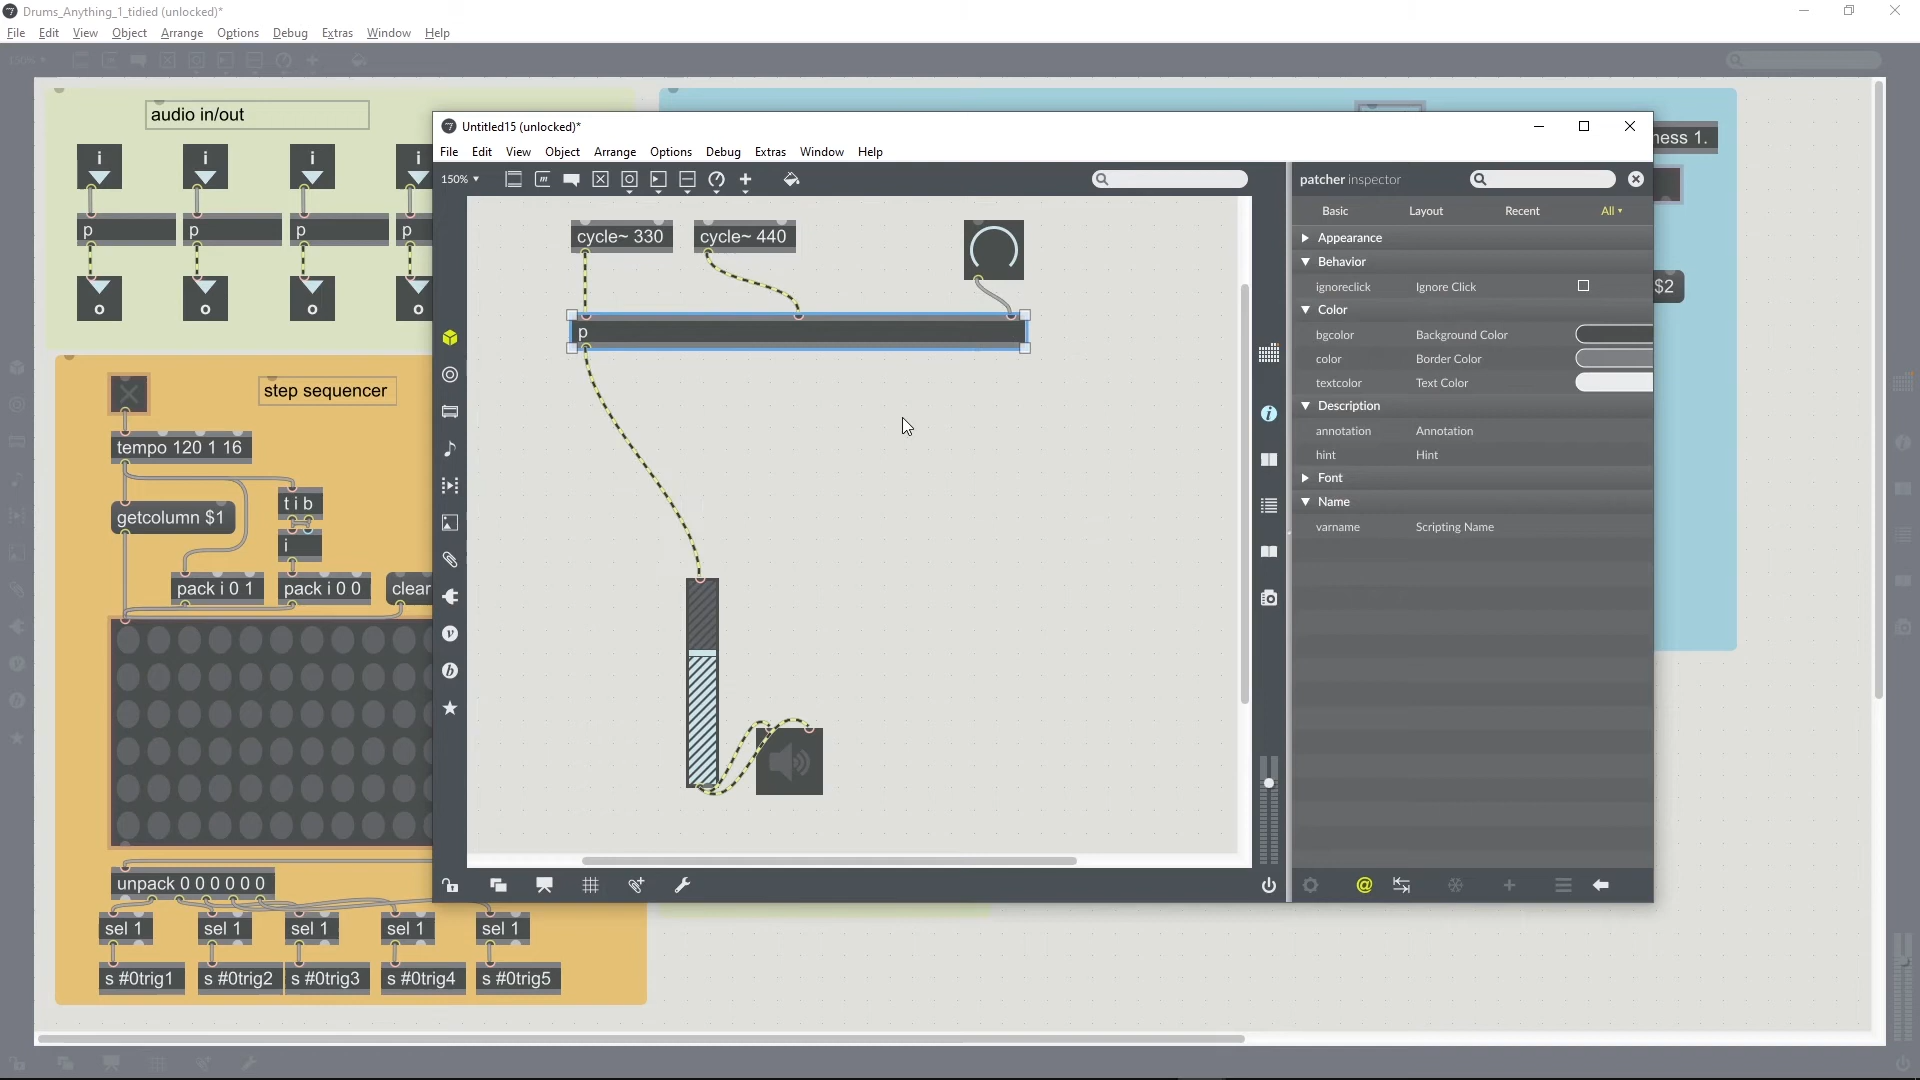 Drums_Anything_1_tidied (unlocked)*
File Edit View Object Arrange Options Debug Extras Window Help
150%
audio in/out
i i i i
p p p p
o o o o
step sequencer
tempo 120 1 16
getcolumn $1
t i b
i
pack i 0 1
pack i 0 0
clear
unpack 0 0 0 0 0 0
sel 1 sel 1 sel 1 sel 1 sel 1
s #0trig1 s #0trig2 s #0trig3 s #0trig4 s #0trig5
ness 1.
$2
Untitled15 (unlocked)*
File Edit View Object Arrange Options Debug Extras Window Help
150%
m
cycle~ 330
cycle~ 440
p
v
b
i
patcher inspector
Basic Layout Recent All
Appearance
Behavior
ignoreclick Ignore Click
Color
bgcolor Background Color
color Border Color
textcolor Text Color
Description
annotation Annotation
hint Hint
Font
Name
varname Scripting Name
@